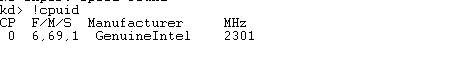 kd> !cpuid
CP F/M/S Manufacturer MHz
0 6,69,1 GenuineIntel 2301